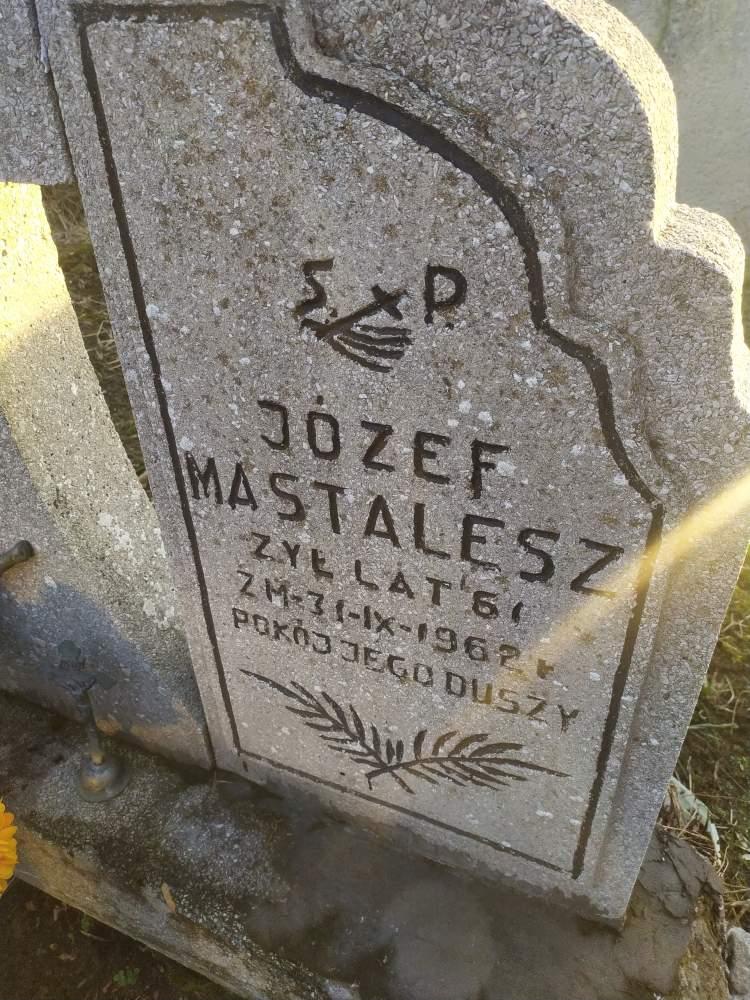 Ś. P.
JÓZEF
MASTALESZ
ŻYŁ LAT 61
ZM-31-IX-1962 r.
POKÓJ JEGO DUSZY